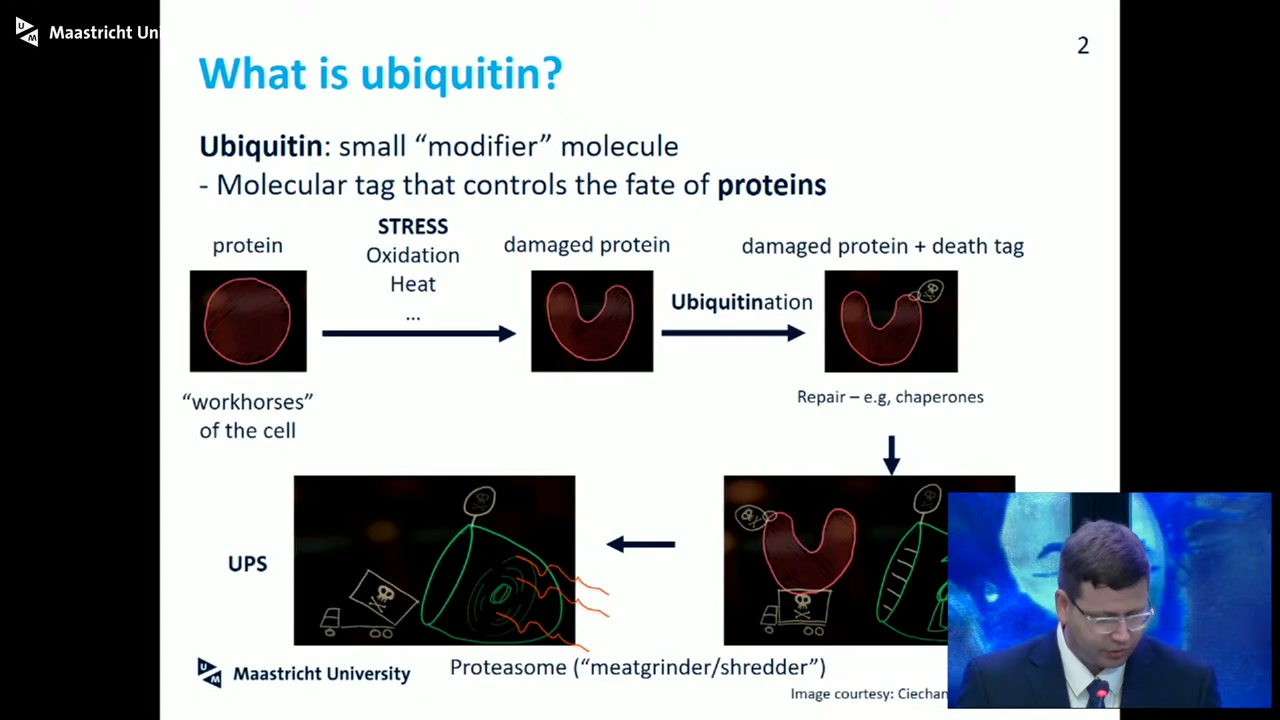 Maastricht Uni
2
What is ubiquitin?
Ubiquitin: small “modifier” molecule
- Molecular tag that controls the fate of proteins
protein
STRESS
Oxidation
Heat
...
damaged protein
Ubiquitination
damaged protein + death tag
“workhorses”
of the cell
Repair – e.g, chaperones
UPS
Proteasome (“meatgrinder/shredder”)
Maastricht University
Image courtesy: Ciechan